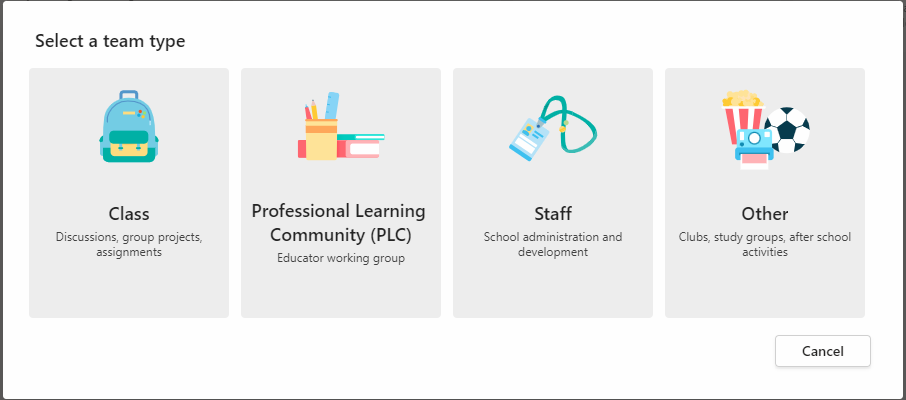 Select a team type
Class
Discussions, group projects,
assignments
Professional Learning
Community (PLC)
Educator working group
Staff
School administration and
development
Other
Clubs, study groups, after school
activities
Cancel